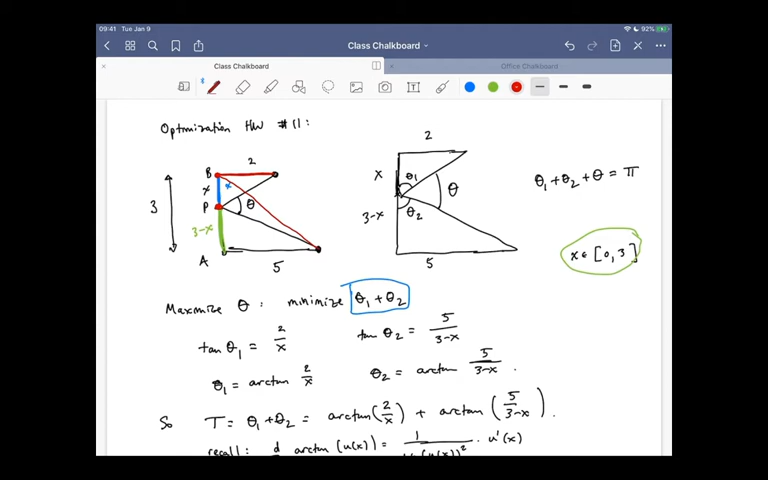 09:41 Tue Jan 9
92%
Class Chalkboard
Class Chalkboard
Office Chalkboard
Optimization HW #11:
2
2
B
x
x
θ1
θ1 + θ2 + θ = π
3
P
θ
θ
x
θ2
3-x
3-x
x ∈ [0, 3]
A
5
5
Maximize θ : minimize θ1 + θ2
tan θ1 = 2/x
tan θ2 = 5/(3-x)
θ1 = arctan 2/x
θ2 = arctan 5/(3-x) .
So T = θ1 + θ2 = arctan(2/x) + arctan(5/(3-x)).
recall: d arctan(u(x)) = 1 · u'(x)